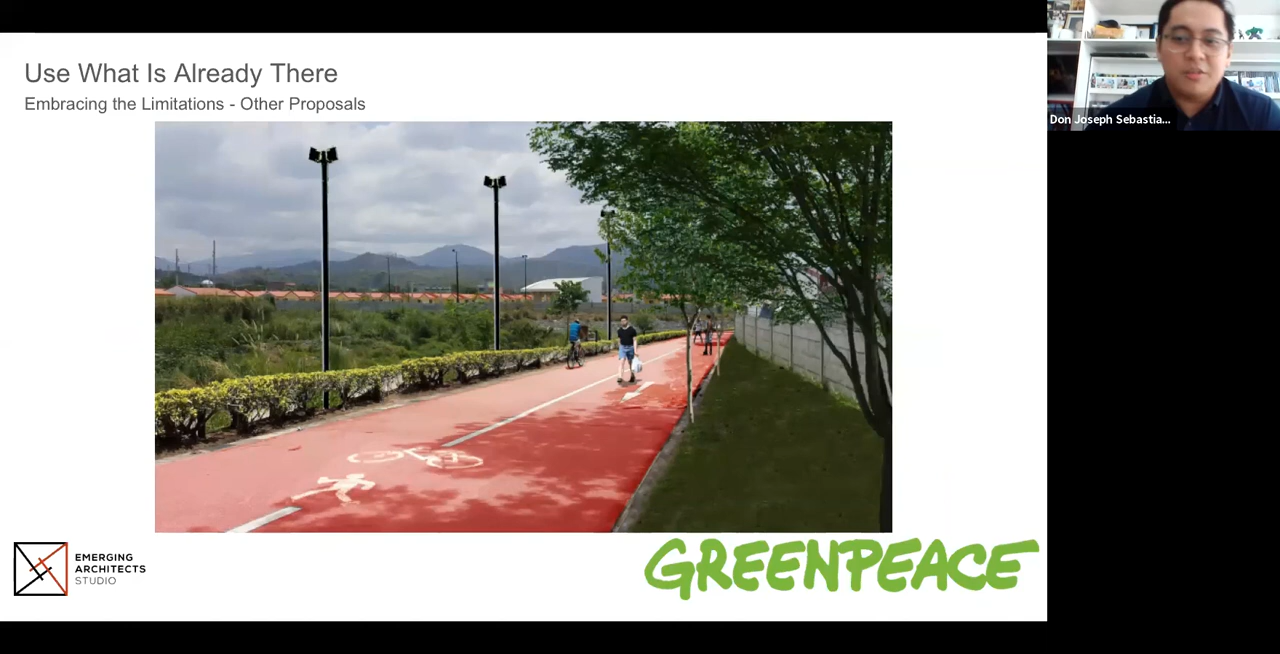 Use What Is Already There
Embracing the Limitations - Other Proposals
Don Joseph Sebastia...
EMERGING
ARCHITECTS
STUDIO
GREENPEACE